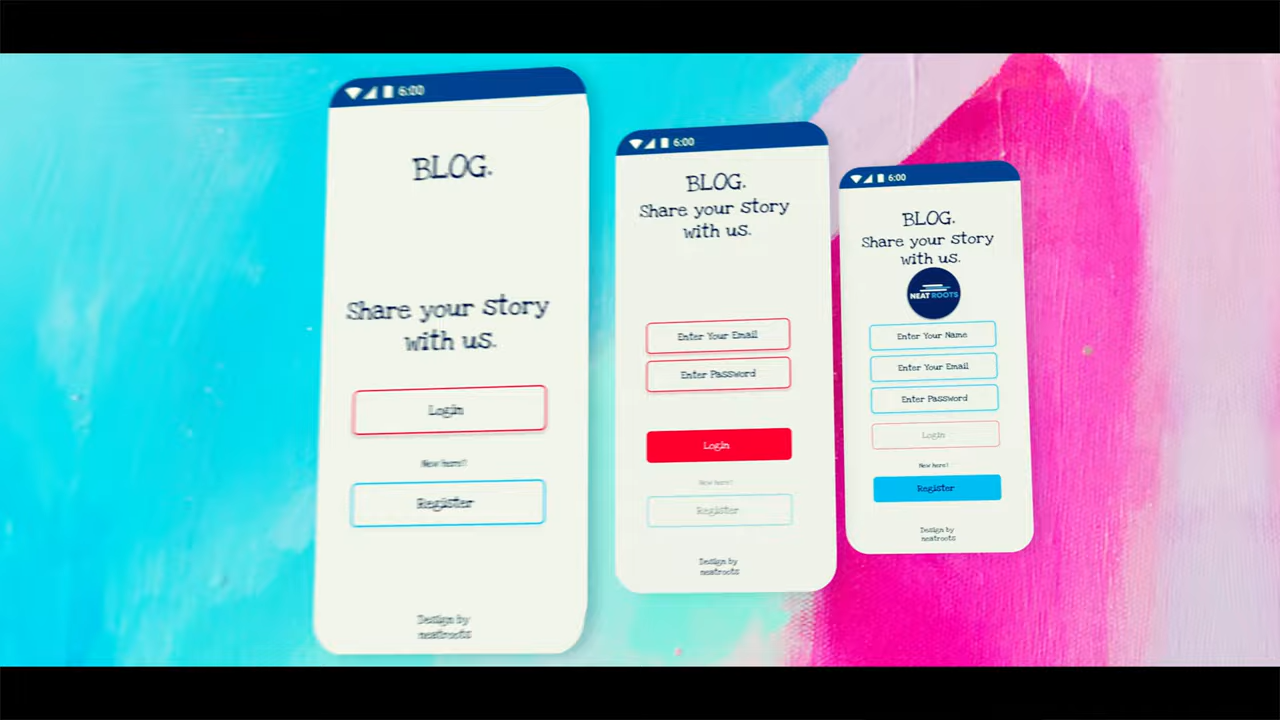 6:00
BLOG.
Share your story
with us.
Login
New here?
Register
Design by
neatroots
6:00
BLOG.
Share your story
with us.
Enter Your Email
Enter Password
Login
New here?
Register
Design by
neatroots
6:00
BLOG.
Share your story
with us.
NEAT ROOTS
Enter Your Name
Enter Your Email
Enter Password
Login
New here?
Register
Design by
neatroots